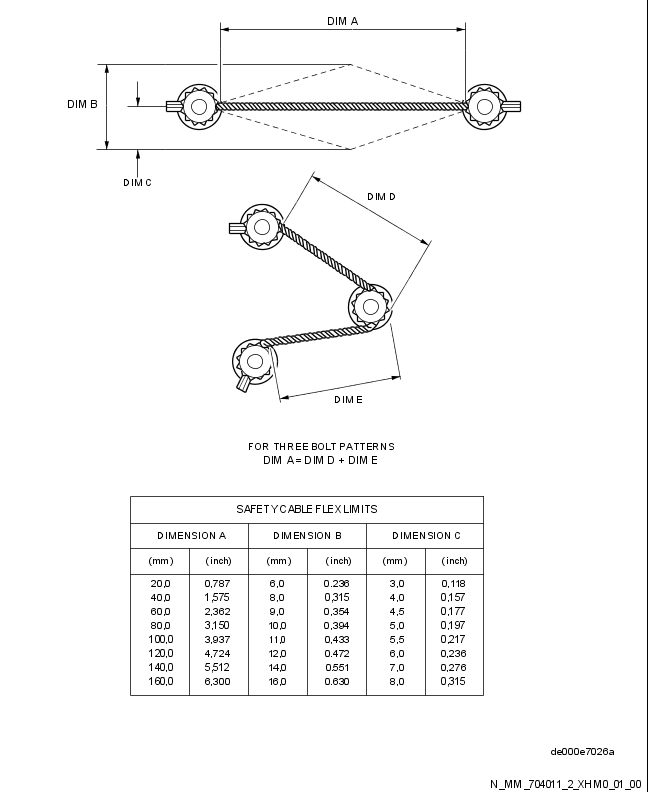 DIM A
DIM B
DIM C
DIM D
DIM E
FOR THREE BOLT PATTERNS
DIM A = DIM D + DIM E
SAFETY CABLE FLEX LIMITS
DIMENSION A DIMENSION B DIMENSION C
(mm) (inch) (mm) (inch) (mm) (inch)
20,0 0,787 6,0 0.236 3,0 0,118
40,0 1,575 8,0 0,315 4,0 0,157
60,0 2,362 9,0 0,354 4,5 0,177
80,0 3,150 10,0 0,394 5,0 0,197
100,0 3,937 11,0 0,433 5,5 0,217
120,0 4,724 12,0 0.472 6,0 0,236
140,0 5,512 14,0 0.551 7,0 0,276
160,0 6,300 16,0 0.630 8,0 0,315
de000e7026a
N_MM_704011_2_XHM0_01_00